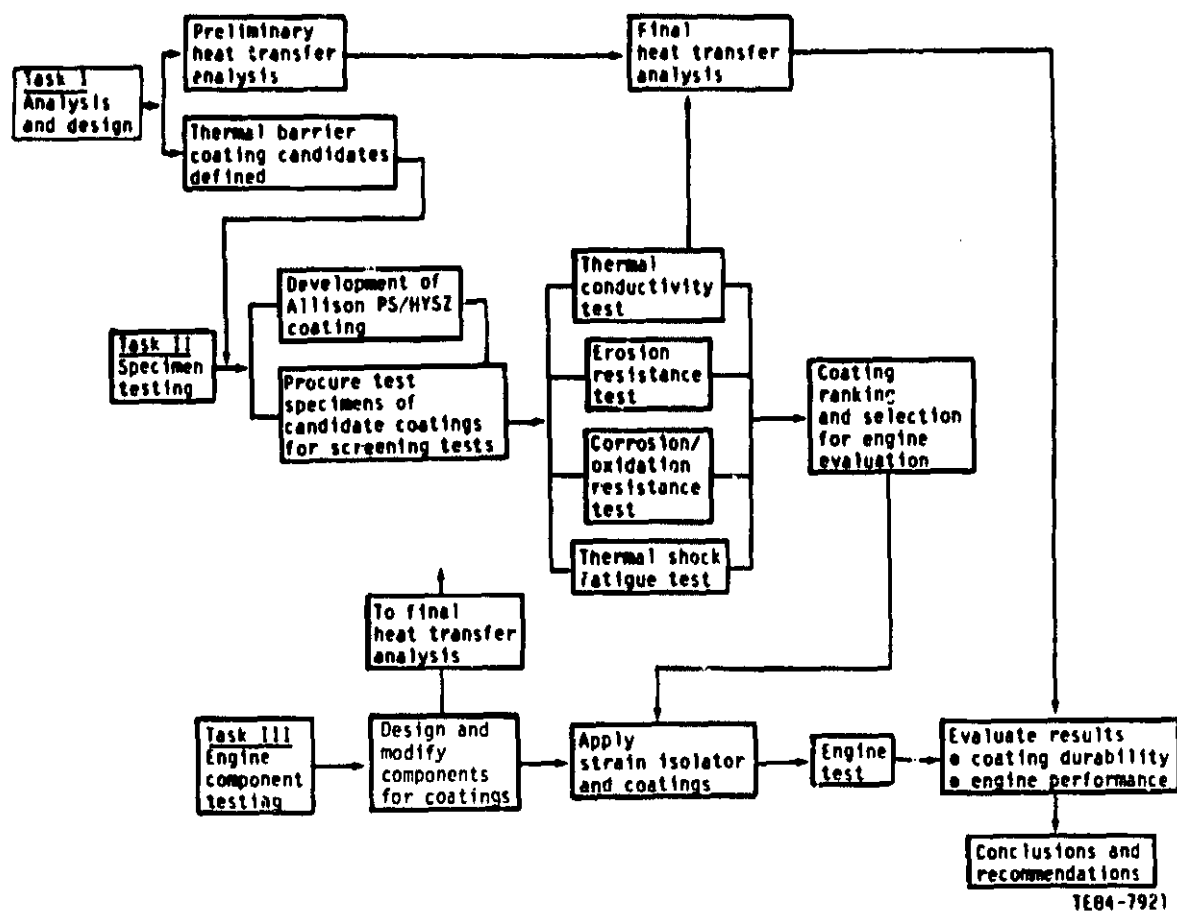 Task I
Analysis
and design
Preliminary
heat transfer
analysis
Thermal barrier
coating candidates
defined
Final
heat transfer
analysis
Task II
Specimen
testing
Development of
Allison PS/HYSZ
coating
Procure test
specimens of
candidate coatings
for screening tests
Thermal
conductivity
test
Erosion
resistance
test
Corrosion/
oxidation
resistance
test
Thermal shock
fatigue test
Coating
ranking
and selection
for engine
evaluation
To final
heat transfer
analysis
Task III
Engine
component
testing
Design and
modify
components
for coatings
Apply
strain isolator
and coatings
Engine
test
Evaluate results
• coating durability
• engine performance
Conclusions and
recommendations
TE84-7921